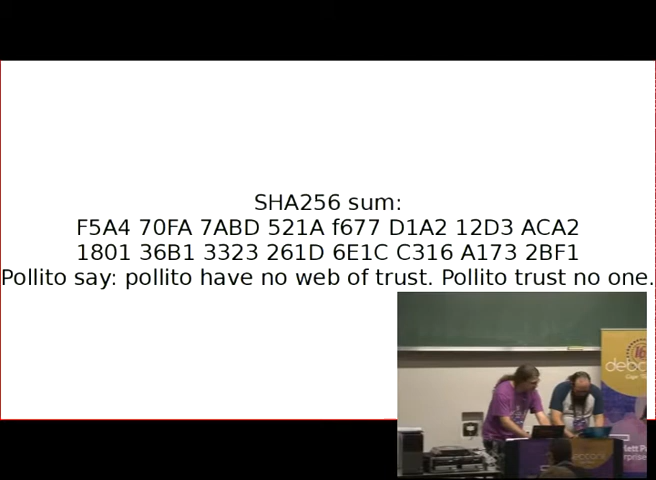 SHA256 sum:
F5A4 70FA 7ABD 521A f677 D1A2 12D3 ACA2
1801 36B1 3323 261D 6E1C C316 A173 2BF1
Pollito say: pollito have no web of trust. Pollito trust no one.
16